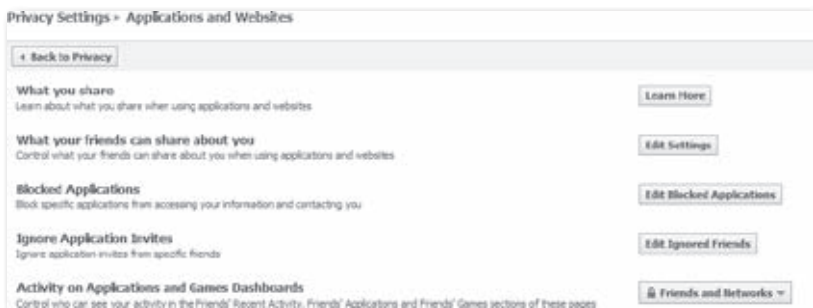 Privacy Settings ▸ Applications and Websites
◂ Back to Privacy
What you share
Learn More
Learn about what you share when using applications and websites
What your friends can share about you
Edit Settings
Control what your friends can share about you when using applications and websites
Blocked Applications
Edit Blocked Applications
Block specific applications from accessing your information and contacting you
Ignore Application Invites
Edit Ignored Friends
Ignore application invites from specific friends
Activity on Applications and Games Dashboards
Friends and Networks
Control who can see your activity in the Friends' Recent Activity, Friends' Applications and Friends' Games sections of these pages